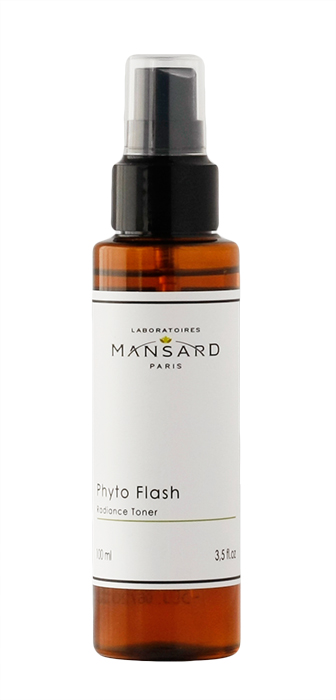 LABORATOIRES
MANSARD
PARIS
Phyto Flash
Radiance Toner
100 ml 3,5 fl.oz